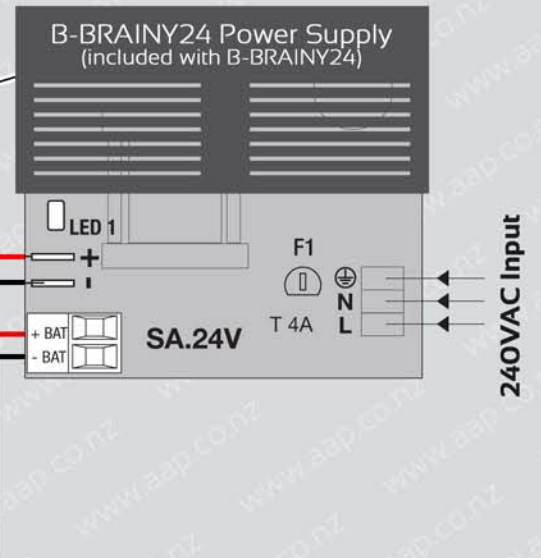 B-BRAINY24 Power Supply
(included with B-BRAINY24)
LED 1
+
-
+ BAT
- BAT
SA.24V
F1
T 4A
N
L
240VAC Input
www.aap.co.nz